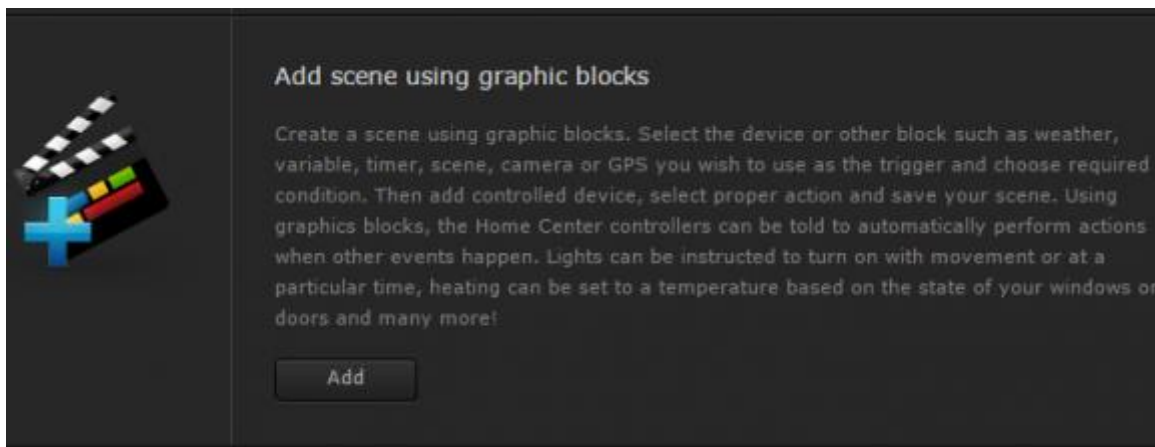 Add scene using graphic blocks
Create a scene using graphic blocks. Select the device or other block such as weather,
variable, timer, scene, camera or GPS you wish to use as the trigger and choose required
condition. Then add controlled device, select proper action and save your scene. Using
graphics blocks, the Home Center controllers can be told to automatically perform actions
when other events happen. Lights can be instructed to turn on with movement or at a
particular time, heating can be set to a temperature based on the state of your windows or
doors and many more!
Add